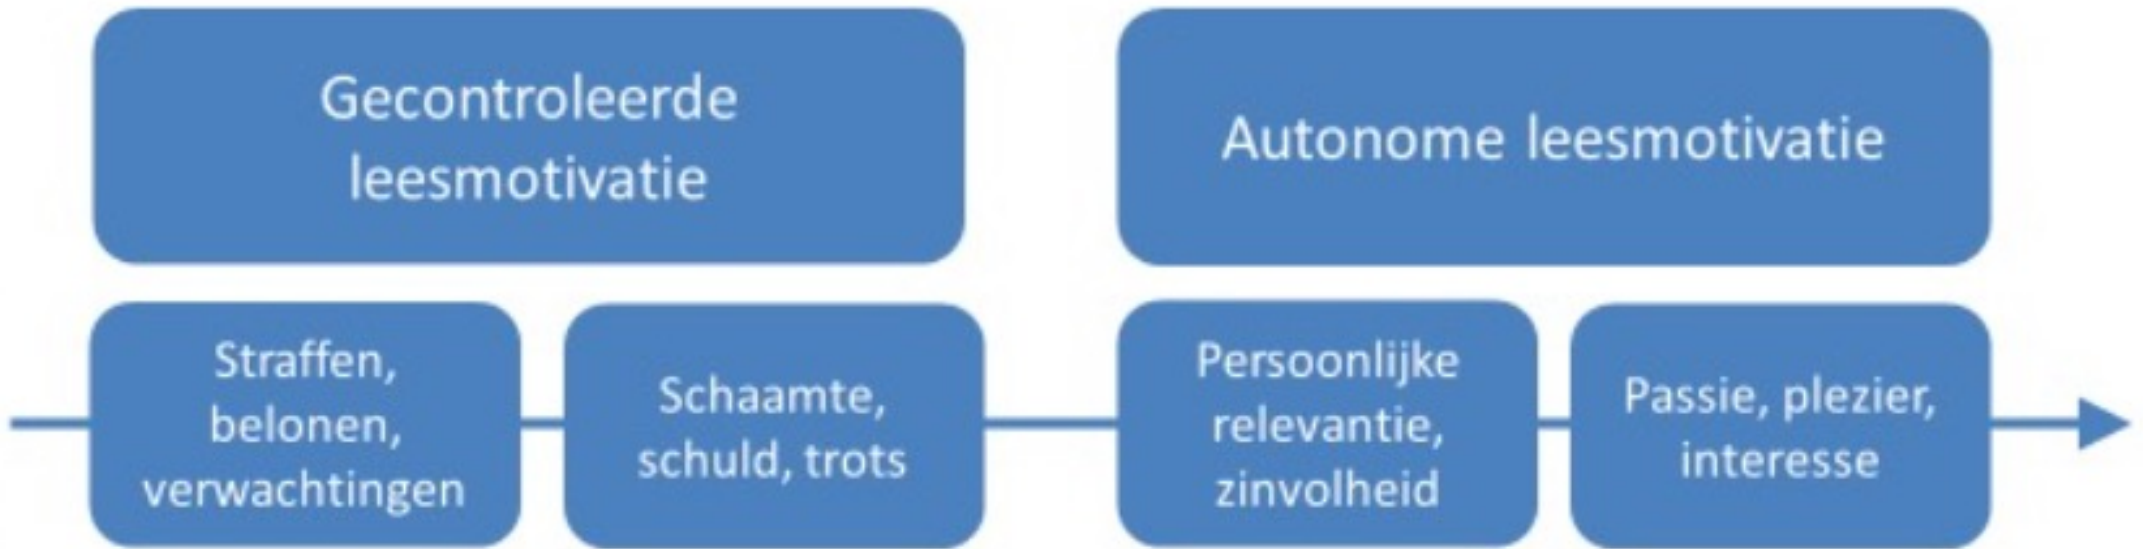 Gecontroleerde
leesmotivatie
Autonome leesmotivatie
Straffen,
belonen,
verwachtingen
Schaamte,
schuld, trots
Persoonlijke
relevantie,
zinvolheid
Passie, plezier,
interesse